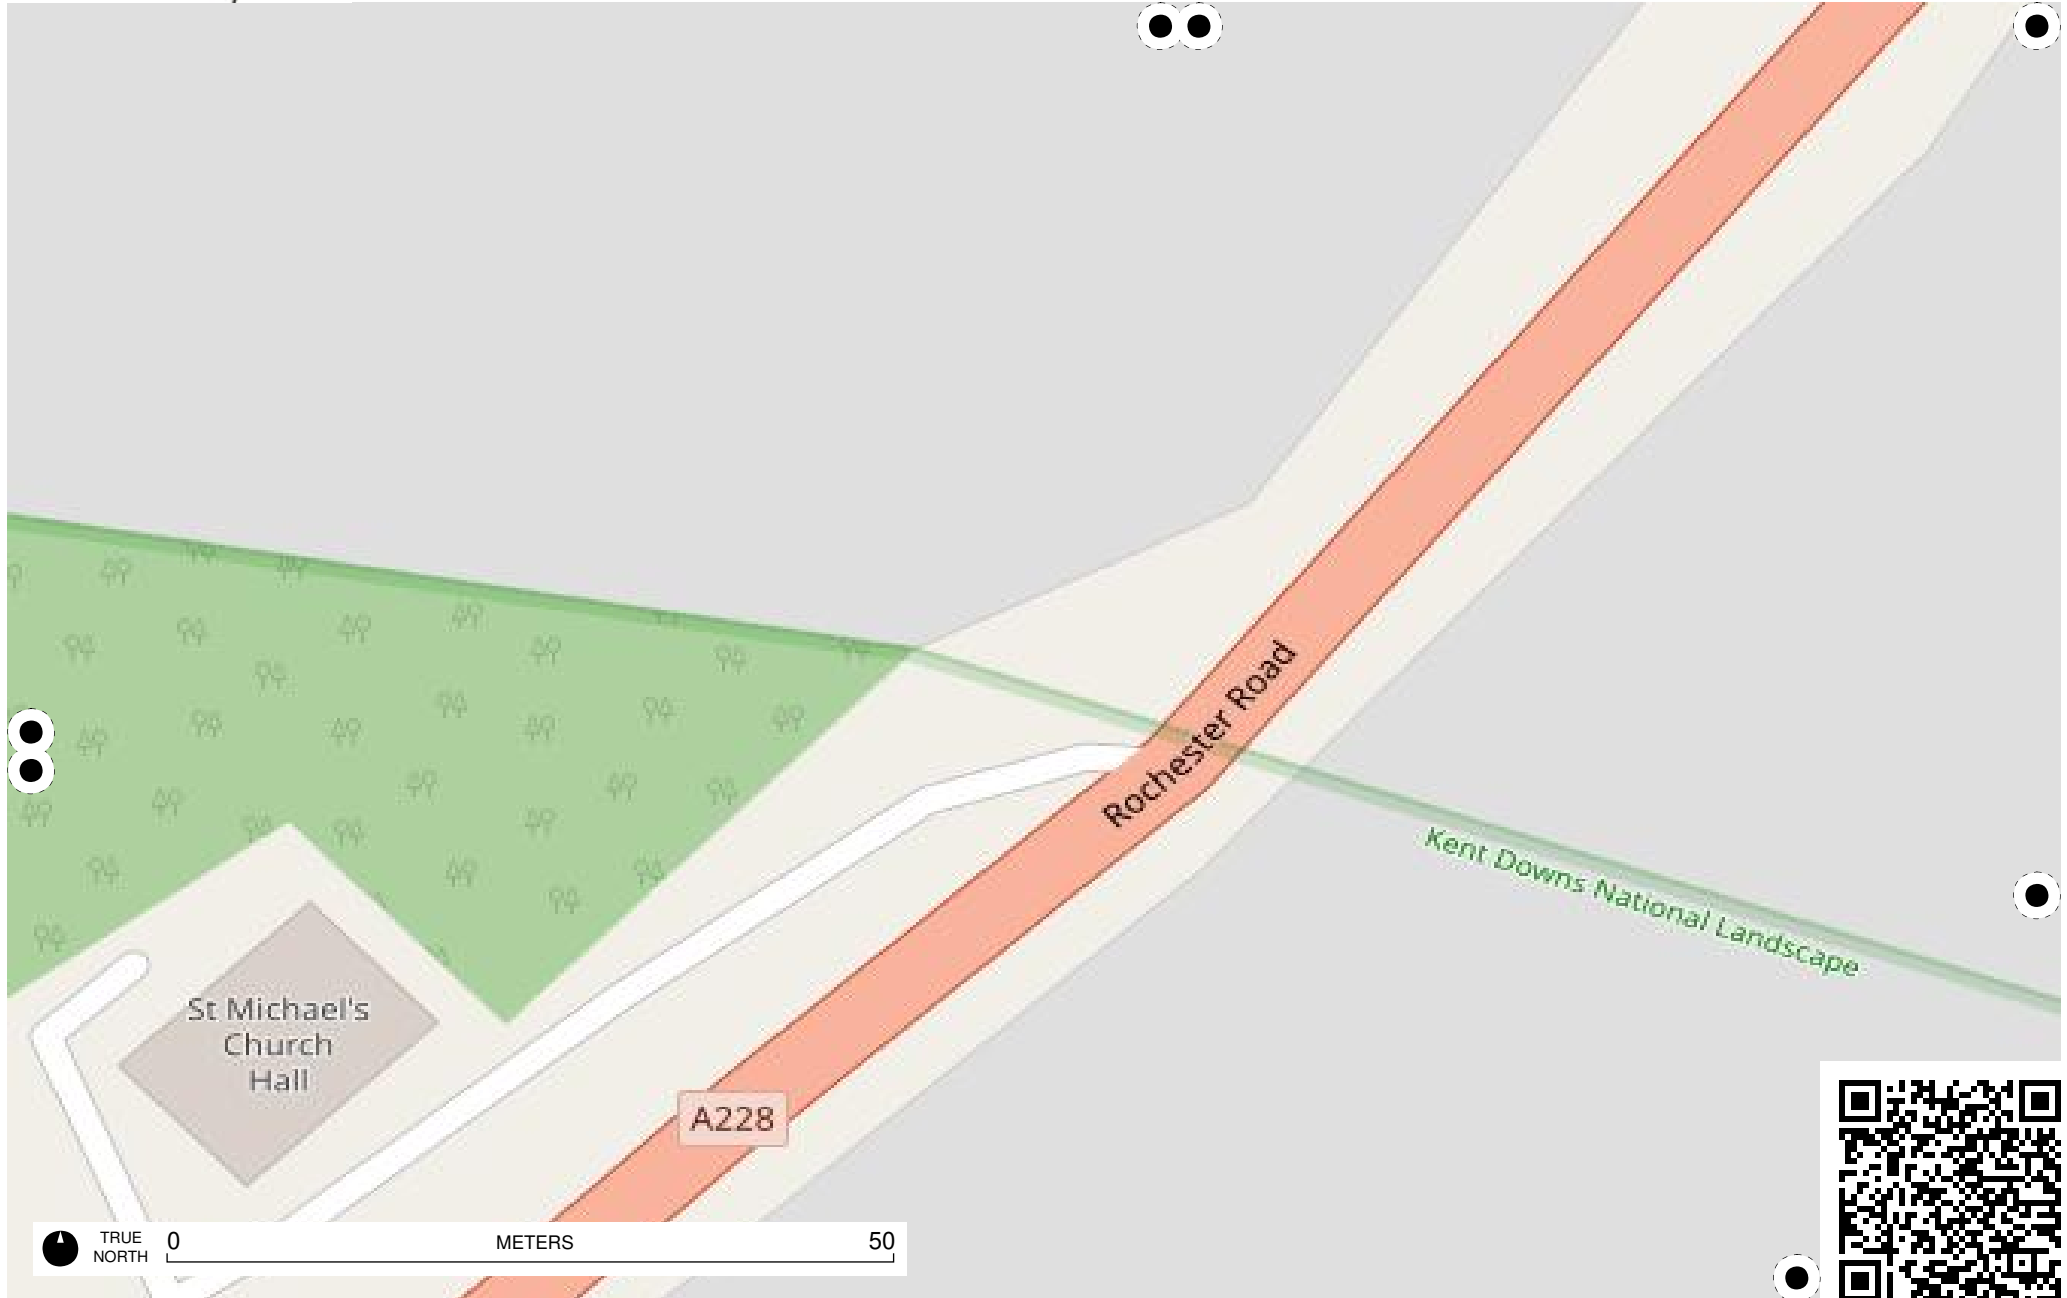 Rochester Road
Kent Downs National Landscape
St Michael's
Church
Hall
A228
TRUE
NORTH
0
METERS
50